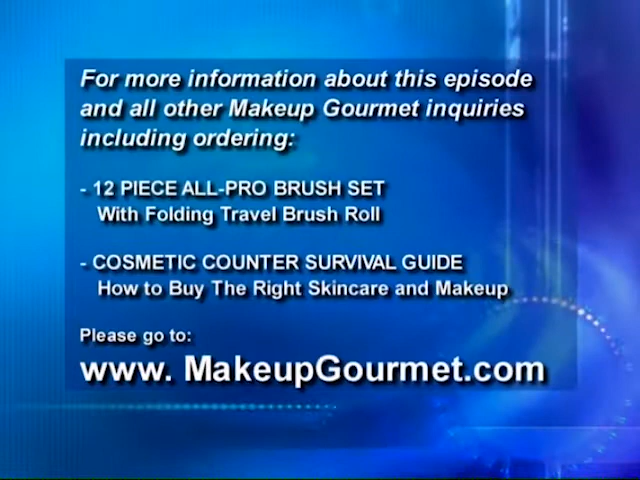 For more information about this episode
and all other Makeup Gourmet inquiries
including ordering:
- 12 PIECE ALL-PRO BRUSH SET
With Folding Travel Brush Roll
- COSMETIC COUNTER SURVIVAL GUIDE
How to Buy The Right Skincare and Makeup
Please go to:
www. MakeupGourmet.com